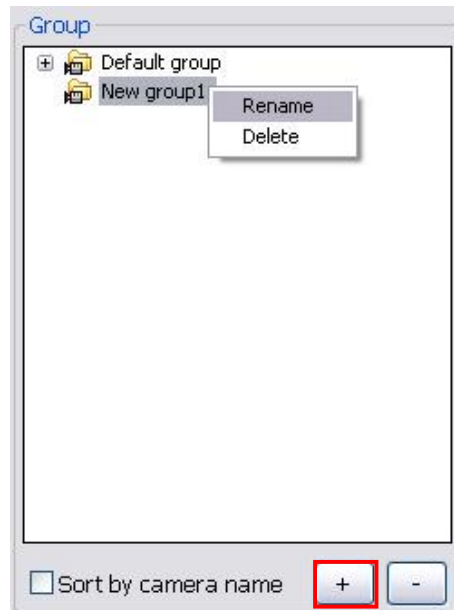 Group
Default group
New group1
Rename
Delete
Sort by camera name
+
-